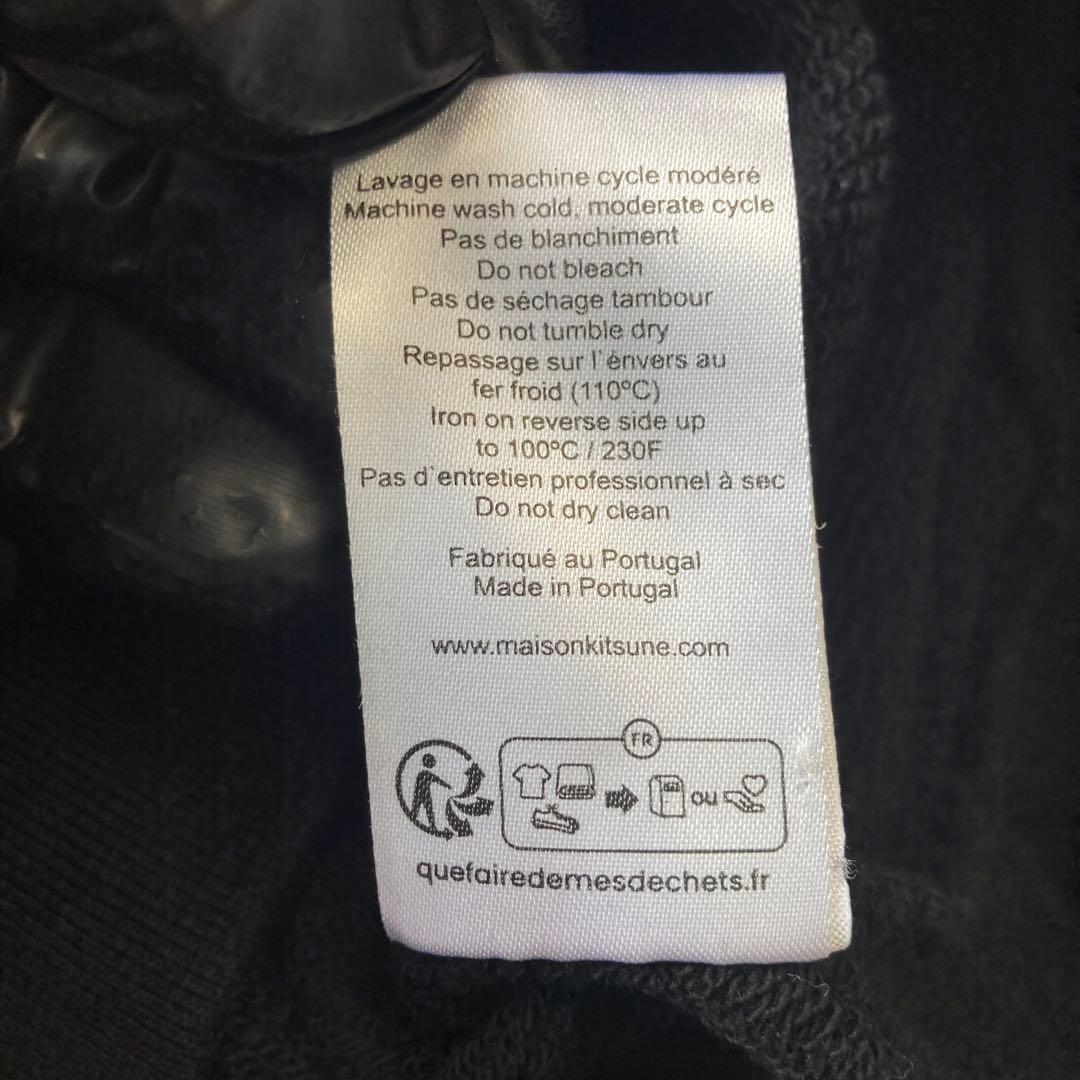 Lavage en machine cycle modéré
Machine wash cold, moderate cycle
Pas de blanchiment
Do not bleach
Pas de séchage tambour
Do not tumble dry
Repassage sur l`énvers au
fer froid (110ºC)
Iron on reverse side up
to 100ºC / 230F
Pas d`entretien professionnel à sec
Do not dry clean
Fabriqué au Portugal
Made in Portugal
www.maisonkitsune.com
FR
ou
quefairedemesdechets.fr